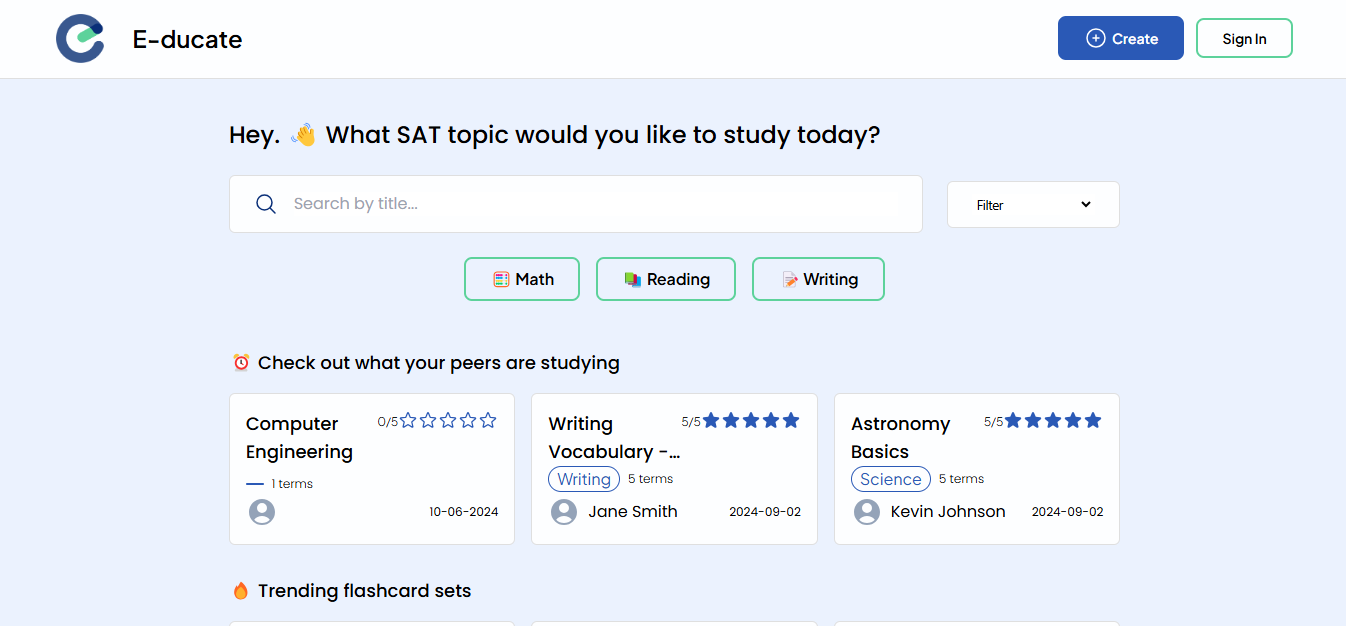 E-ducate
Create
Sign In
Hey. 👋 What SAT topic would you like to study today?
Search by title...
Filter
Math
Reading
Writing
Check out what your peers are studying
Computer
Engineering
0/5
1 terms
10-06-2024
Writing
Vocabulary -...
5/5
Writing
5 terms
Jane Smith
2024-09-02
Astronomy
Basics
5/5
Science
5 terms
Kevin Johnson
2024-09-02
Trending flashcard sets